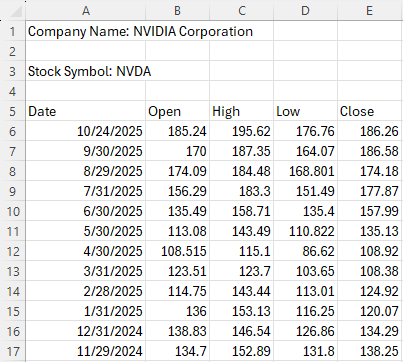 A B C D E
1 Company Name: NVIDIA Corporation
2
3 Stock Symbol: NVDA
4
5 Date Open High Low Close
6 10/24/2025 185.24 195.62 176.76 186.26
7 9/30/2025 170 187.35 164.07 186.58
8 8/29/2025 174.09 184.48 168.801 174.18
9 7/31/2025 156.29 183.3 151.49 177.87
10 6/30/2025 135.49 158.71 135.4 157.99
11 5/30/2025 113.08 143.49 110.822 135.13
12 4/30/2025 108.515 115.1 86.62 108.92
13 3/31/2025 123.51 123.7 103.65 108.38
14 2/28/2025 114.75 143.44 113.01 124.92
15 1/31/2025 136 153.13 116.25 120.07
16 12/31/2024 138.83 146.54 126.86 134.29
17 11/29/2024 134.7 152.89 131.8 138.25